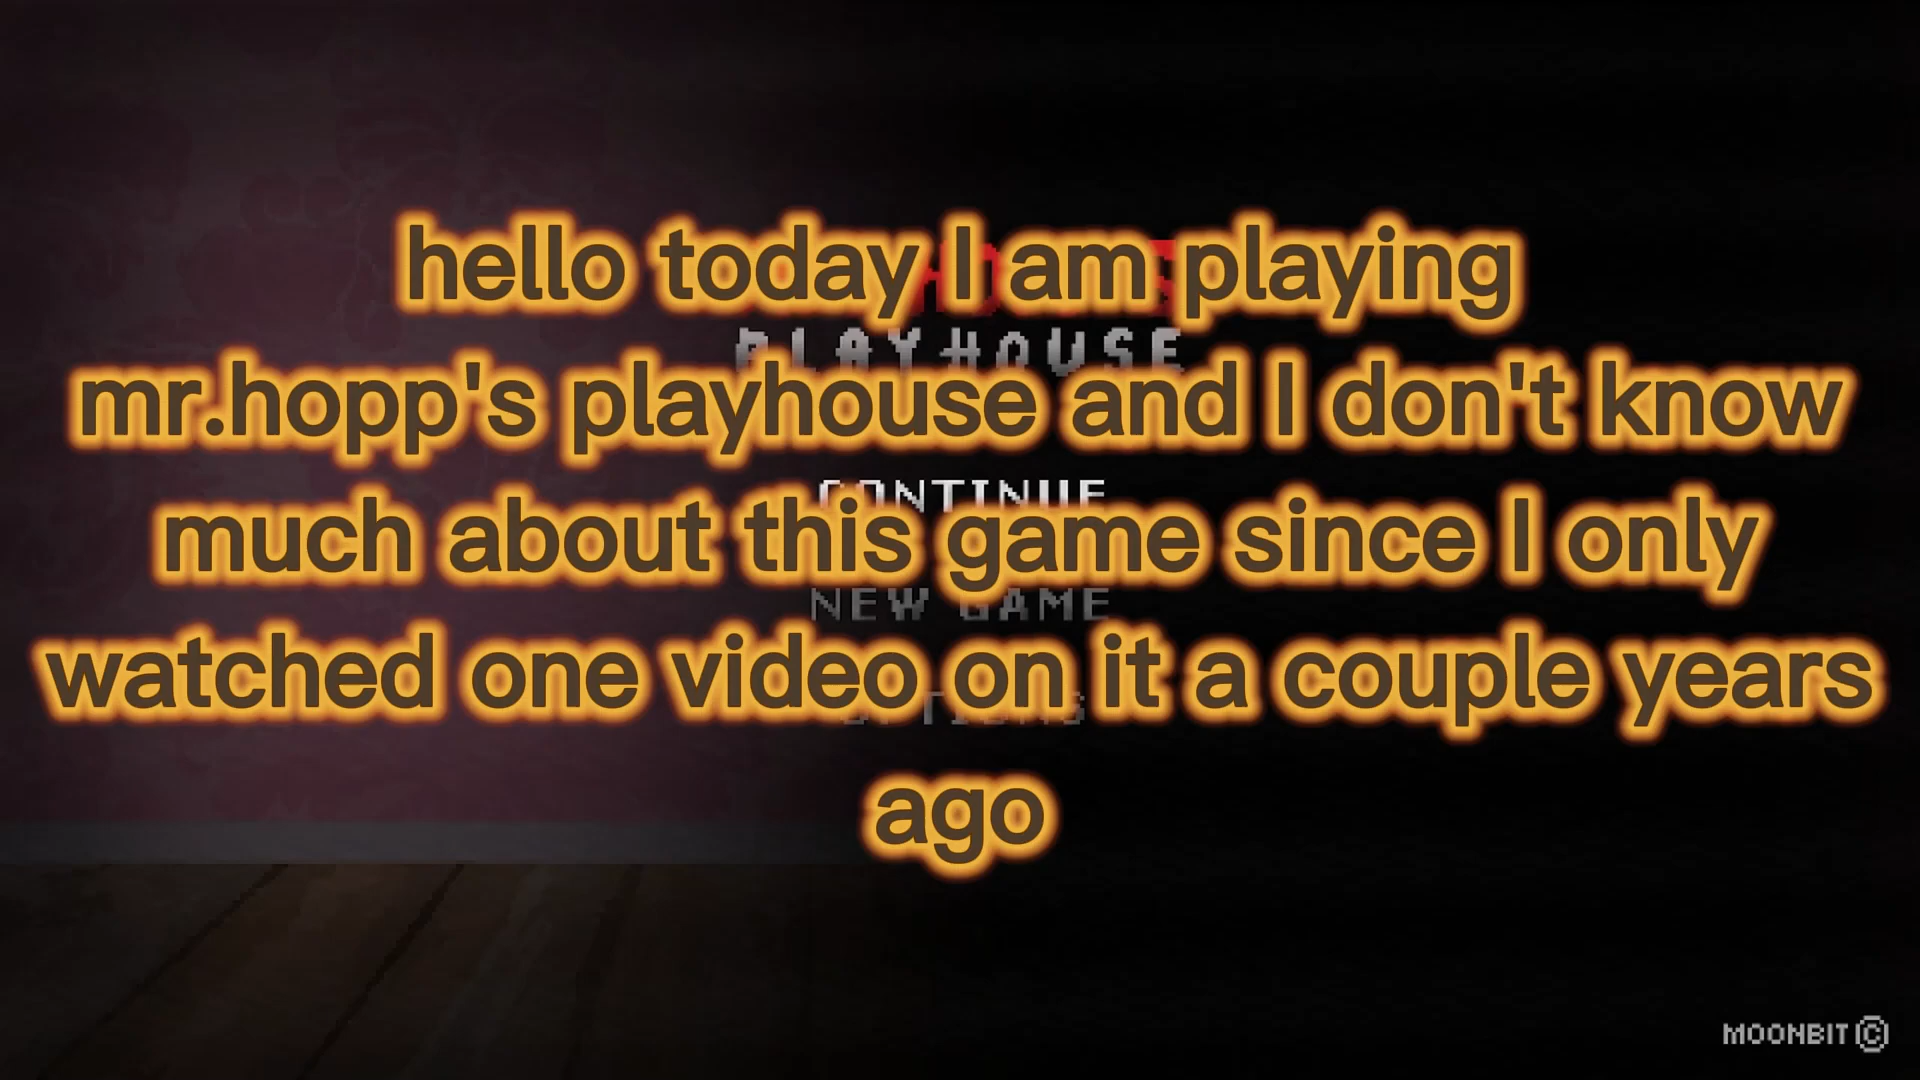 hello today I am playing
mr.hopp's playhouse and I don't know
PLAYHOUSE
CONTINUE
much about this game since I only
NEW GAME
watched one video on it a couple years
OPTIONS
ago
MOONBIT ©